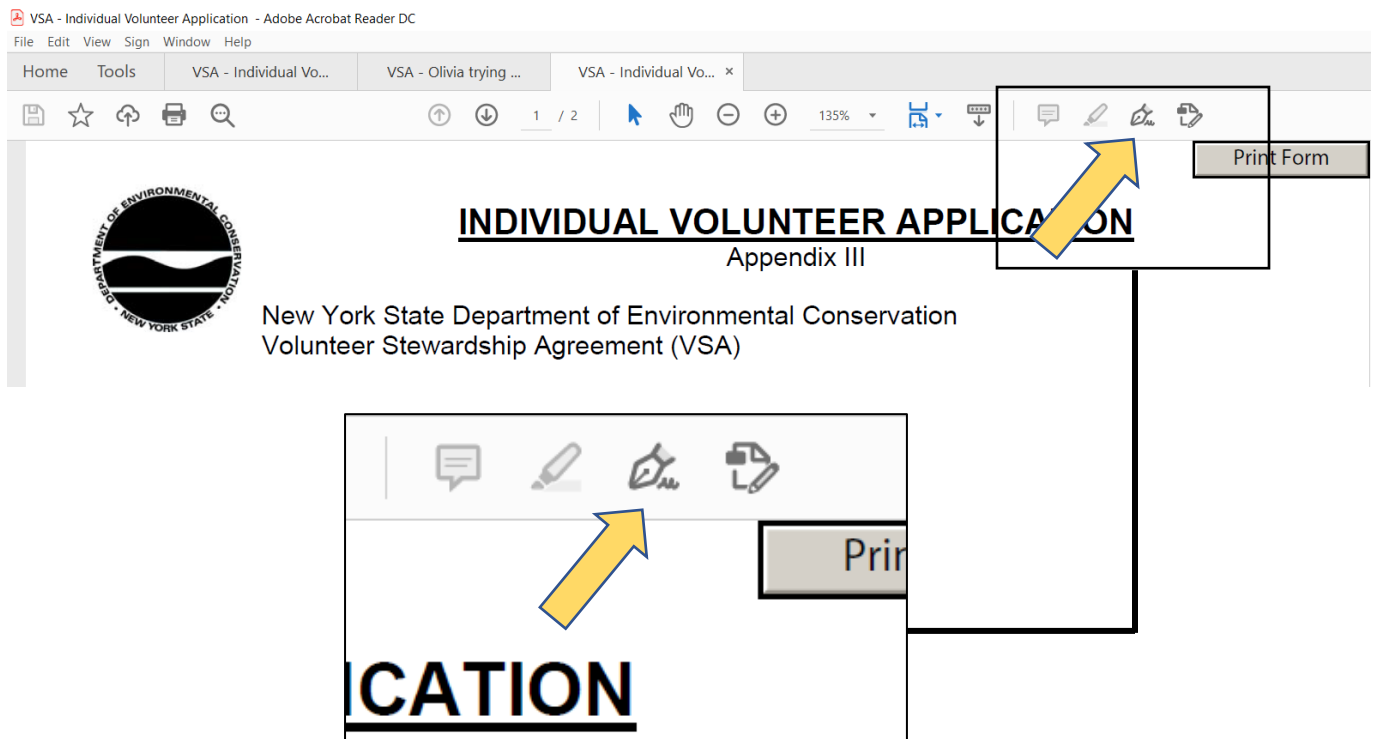 VSA - Individual Volunteer Application - Adobe Acrobat Reader DC
File Edit View Sign Window Help
Home Tools VSA - Individual Vo... VSA - Olivia trying ... VSA - Individual Vo... ×
1 / 2 135%
Print Form
DEPARTMENT OF ENVIRONMENTAL CONSERVATION
NEW YORK STATE
INDIVIDUAL VOLUNTEER APPLICATION
Appendix III
New York State Department of Environmental Conservation
Volunteer Stewardship Agreement (VSA)
Prin
ICATION